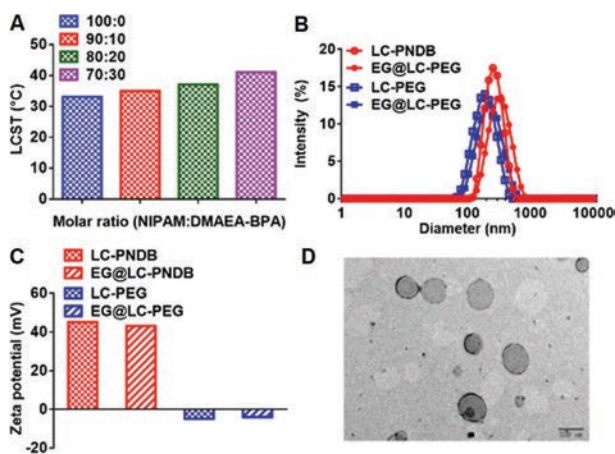 A
100:0
90:10
80:20
70:30
LCST (°C)
50
40
30
20
10
0
Molar ratio (NIPAM:DMAEA-BPA)
B
LC-PNDB
EG@LC-PEG
LC-PEG
EG@LC-PEG
Intensity (%)
20
15
10
5
0
1 10 100 1000 10000
Diameter (nm)
C
LC-PNDB
EG@LC-PNDB
LC-PEG
EG@LC-PEG
Zeta potential (mV)
60
40
20
0
-20
D